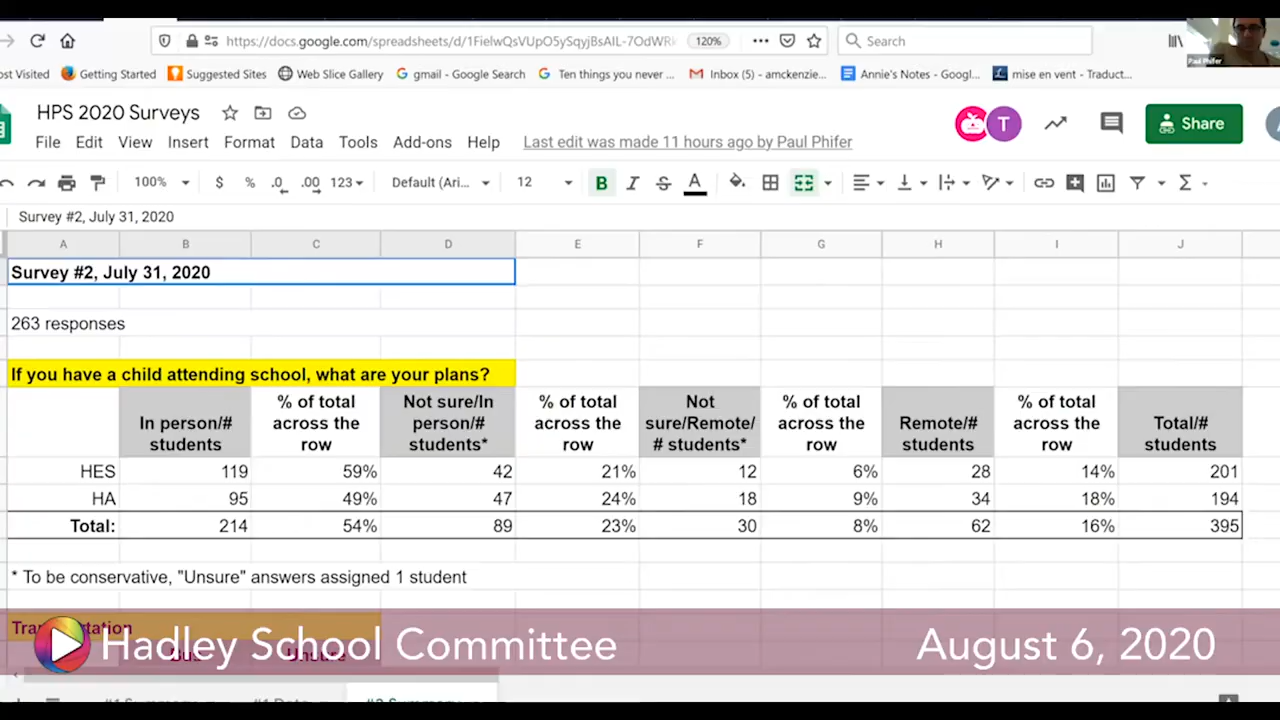 https://docs.google.com/spreadsheets/d/1FielwQsVUpO5ySqyjBsAIL-7OdWR
120%
Search
Paul Phifer
ost Visited
Getting Started
Suggested Sites
Web Slice Gallery
gmail - Google Search
Ten things you never ...
Inbox (5) - amckenzie...
Annie's Notes - Googl...
mise en vent - Traduct...
HPS 2020 Surveys
T
Share
File Edit View Insert Format Data Tools Add-ons Help Last edit was made 11 hours ago by Paul Phifer
100% $ % .0 .00 123 Default (Ari... 12 B I S A
Survey #2, July 31, 2020
A B C D E F G H I J
Survey #2, July 31, 2020
263 responses
If you have a child attending school, what are your plans?
In person/# students % of total across the row Not sure/In person/# students* % of total across the row Not sure/Remote/ # students* % of total across the row Remote/# students % of total across the row Total/# students
HES 119 59% 42 21% 12 6% 28 14% 201
HA 95 49% 47 24% 18 9% 34 18% 194
Total: 214 54% 89 23% 30 8% 62 16% 395
* To be conservative, "Unsure" answers assigned 1 student
Hadley School Committee
August 6, 2020